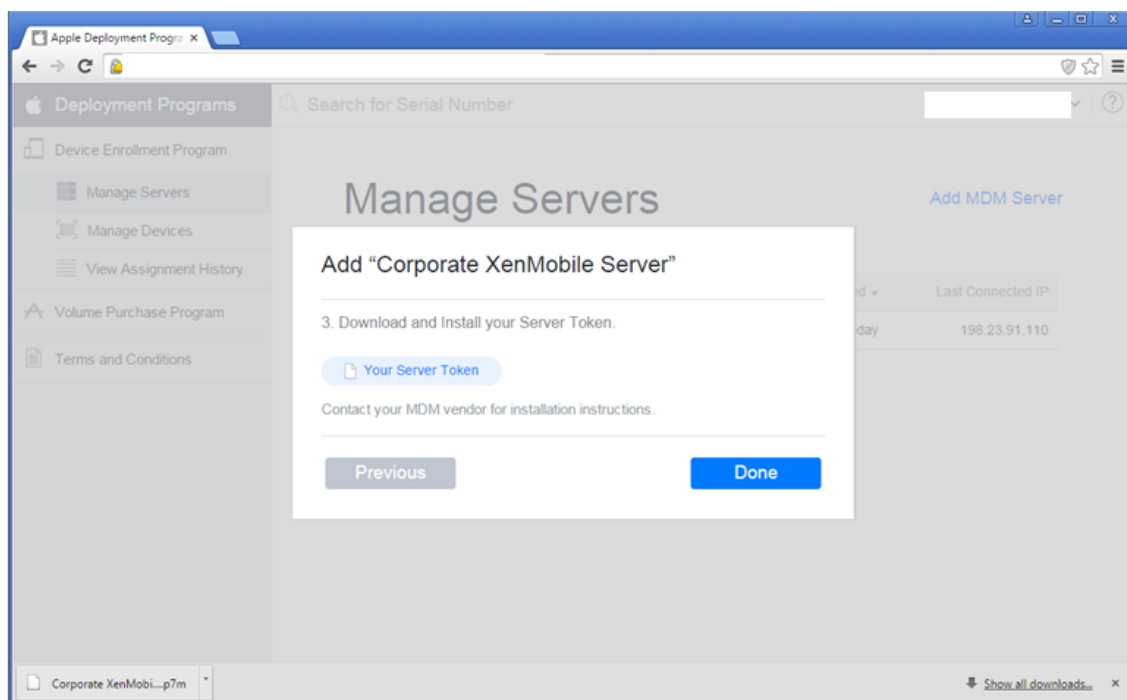 Apple Deployment Progra
Deployment Programs
Search for Serial Number
Device Enrollment Program
Manage Servers
Manage Devices
View Assignment History
Volume Purchase Program
Terms and Conditions
Manage Servers
Add MDM Server
Last Connected IP
day
198.23.91.110
Add “Corporate XenMobile Server”
3. Download and Install your Server Token.
Your Server Token
Contact your MDM vendor for installation instructions.
Previous
Done
Corporate XenMobi....p7m
Show all downloads...